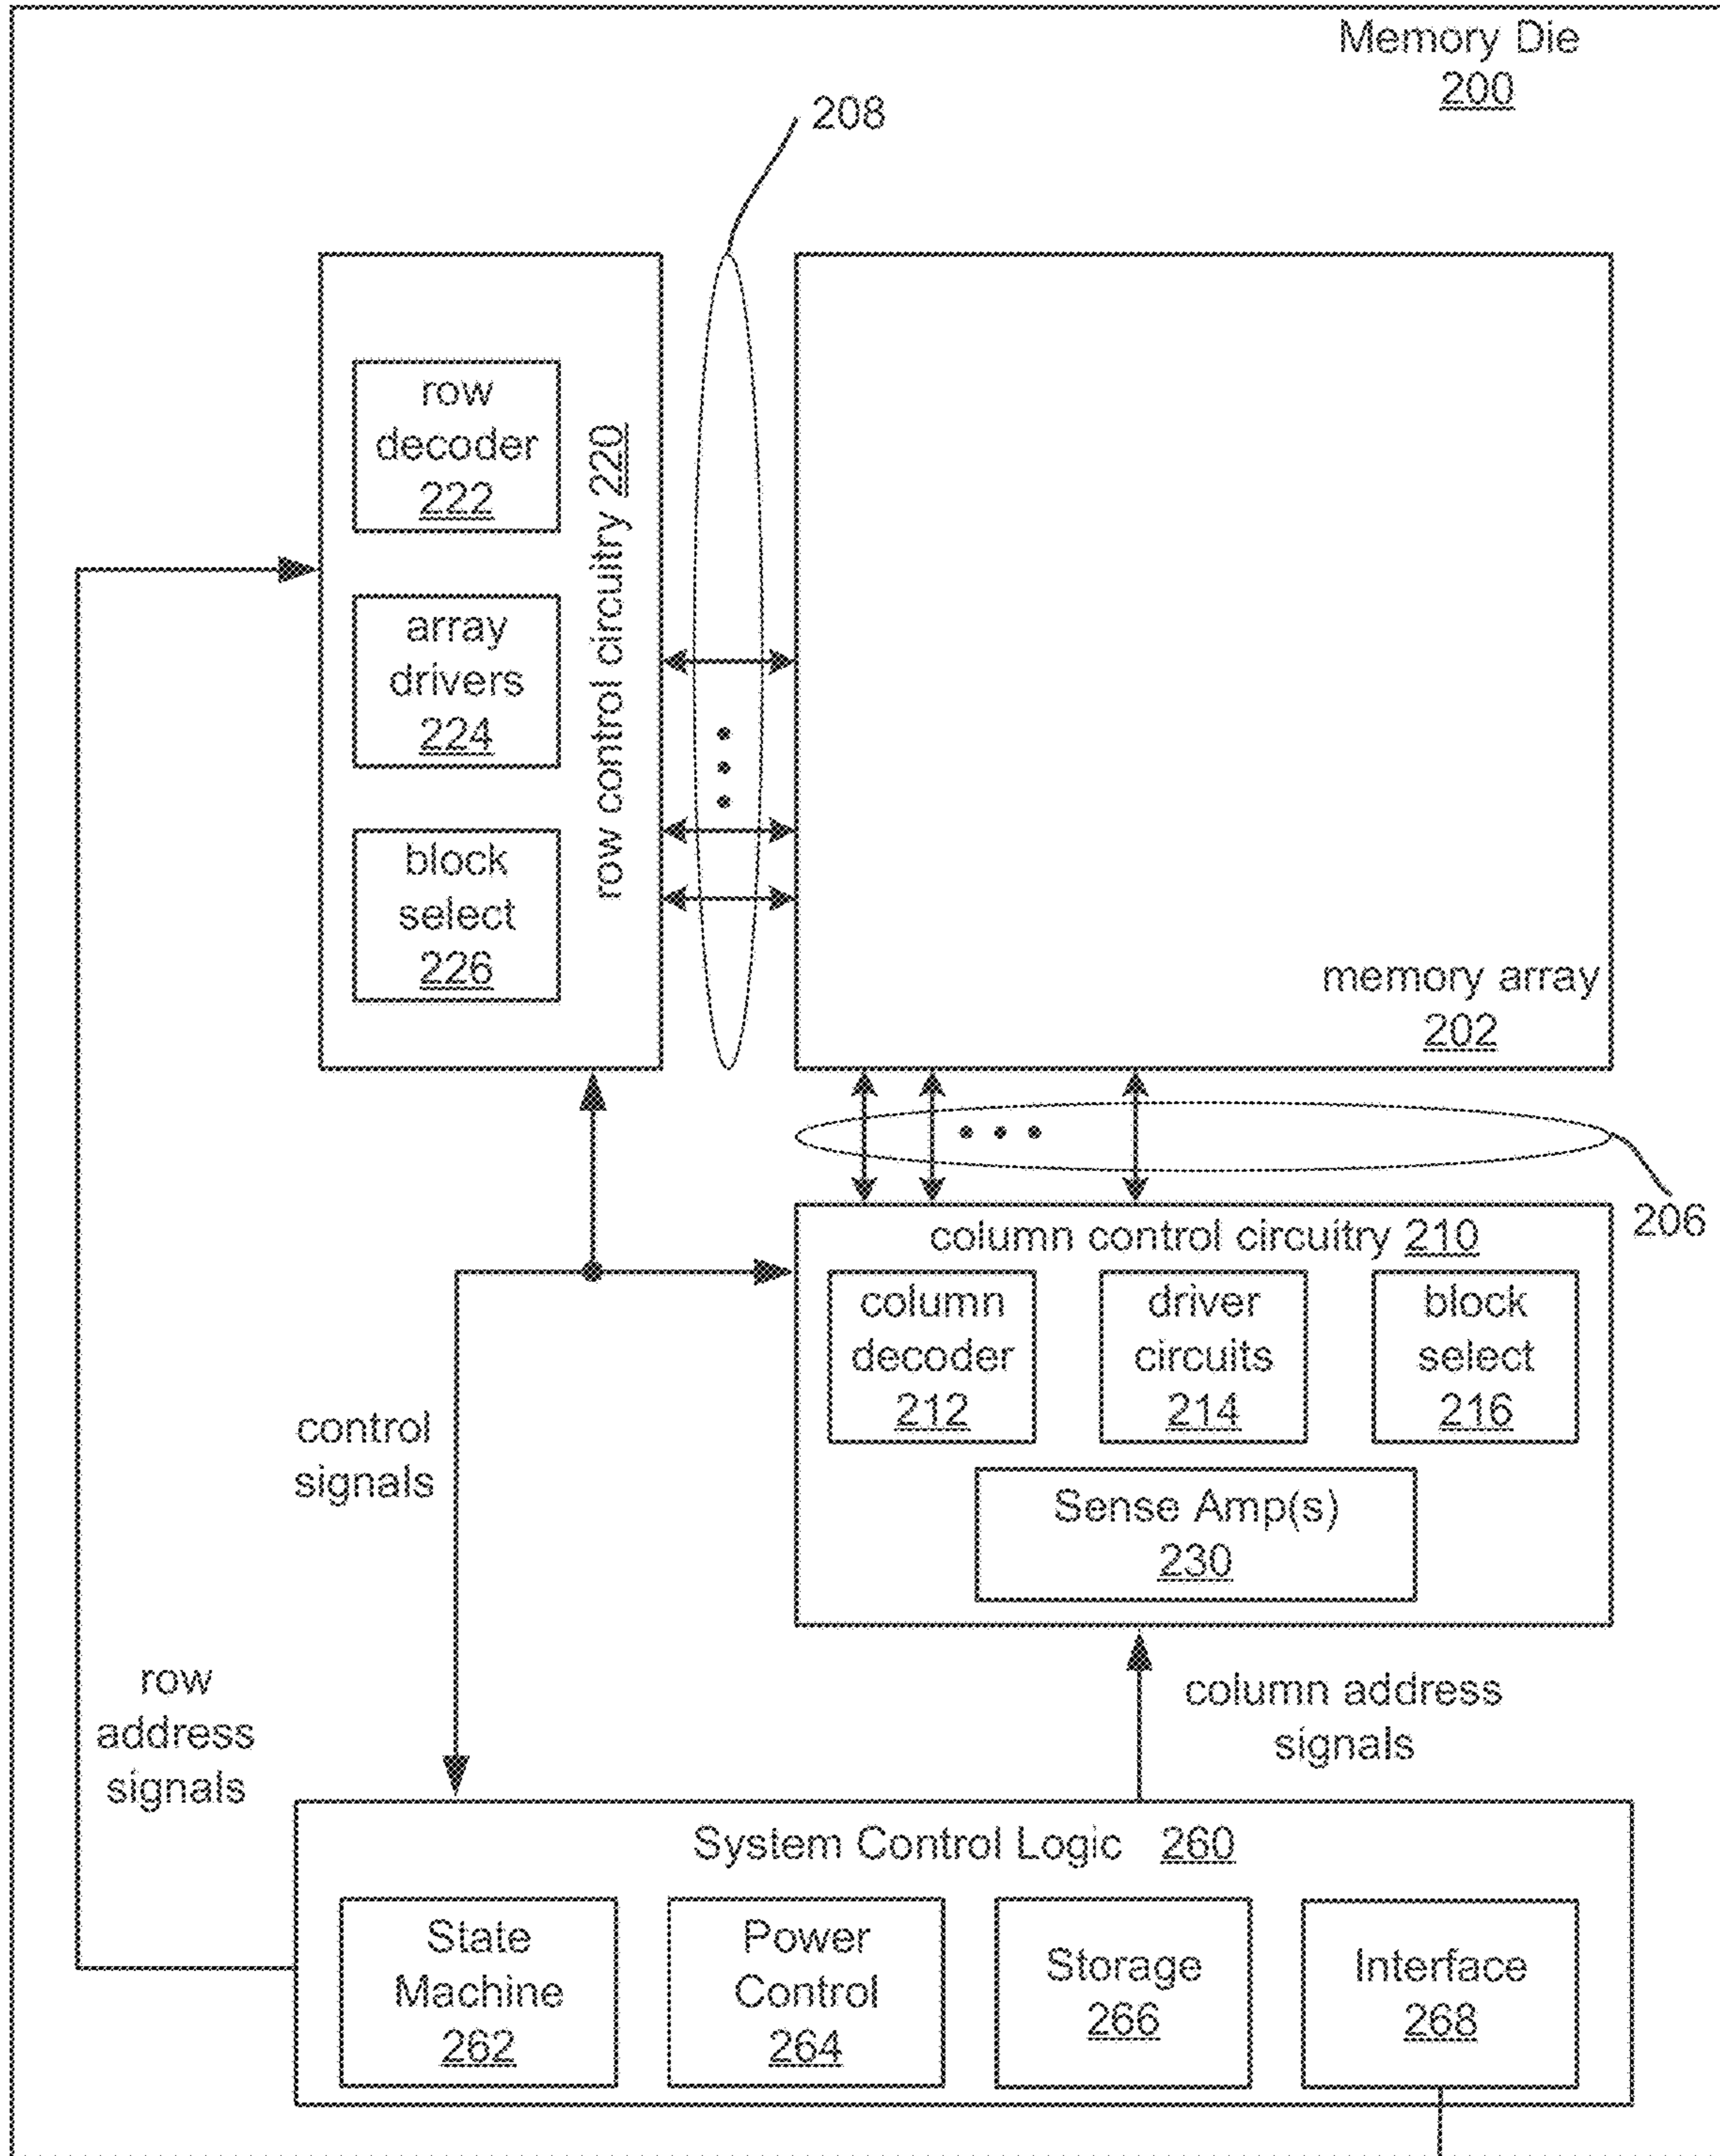 Memory Die
200
208
row
decoder
222
array
drivers
224
block
select
226
row control circuitry 220
memory array
202
206
column control circuitry 210
column
decoder
212
driver
circuits
214
block
select
216
Sense Amp(s)
230
control
signals
row
address
signals
column address
signals
System Control Logic 260
State
Machine
262
Power
Control
264
Storage
266
Interface
268